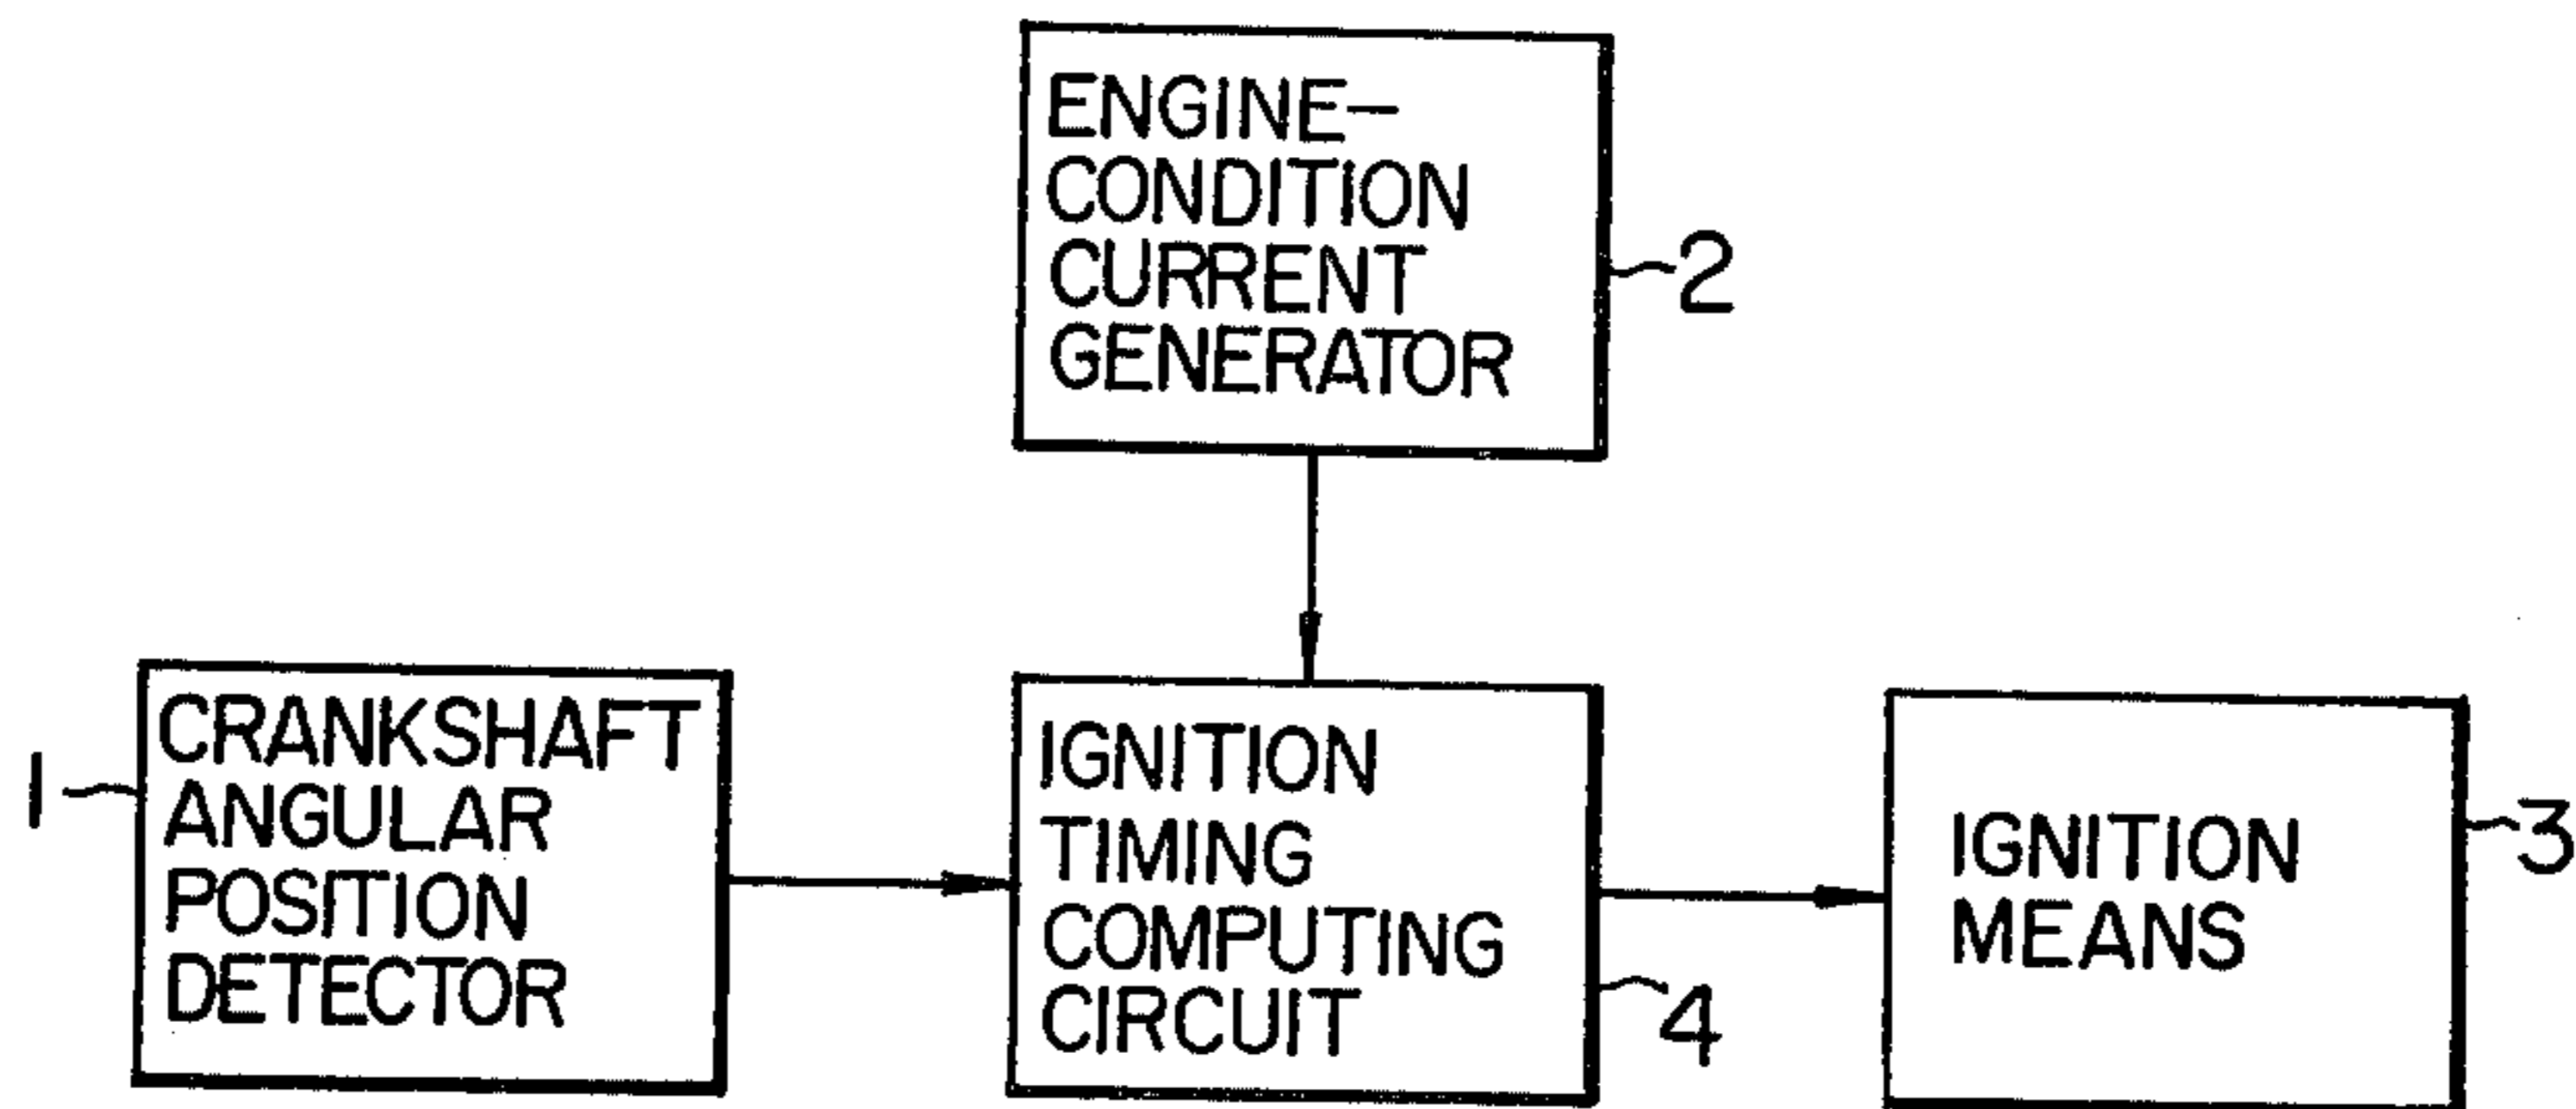 ENGINE-
CONDITION
CURRENT
GENERATOR
2
1
CRANKSHAFT
ANGULAR
POSITION
DETECTOR
IGNITION
TIMING
COMPUTING
CIRCUIT
4
IGNITION
MEANS
3